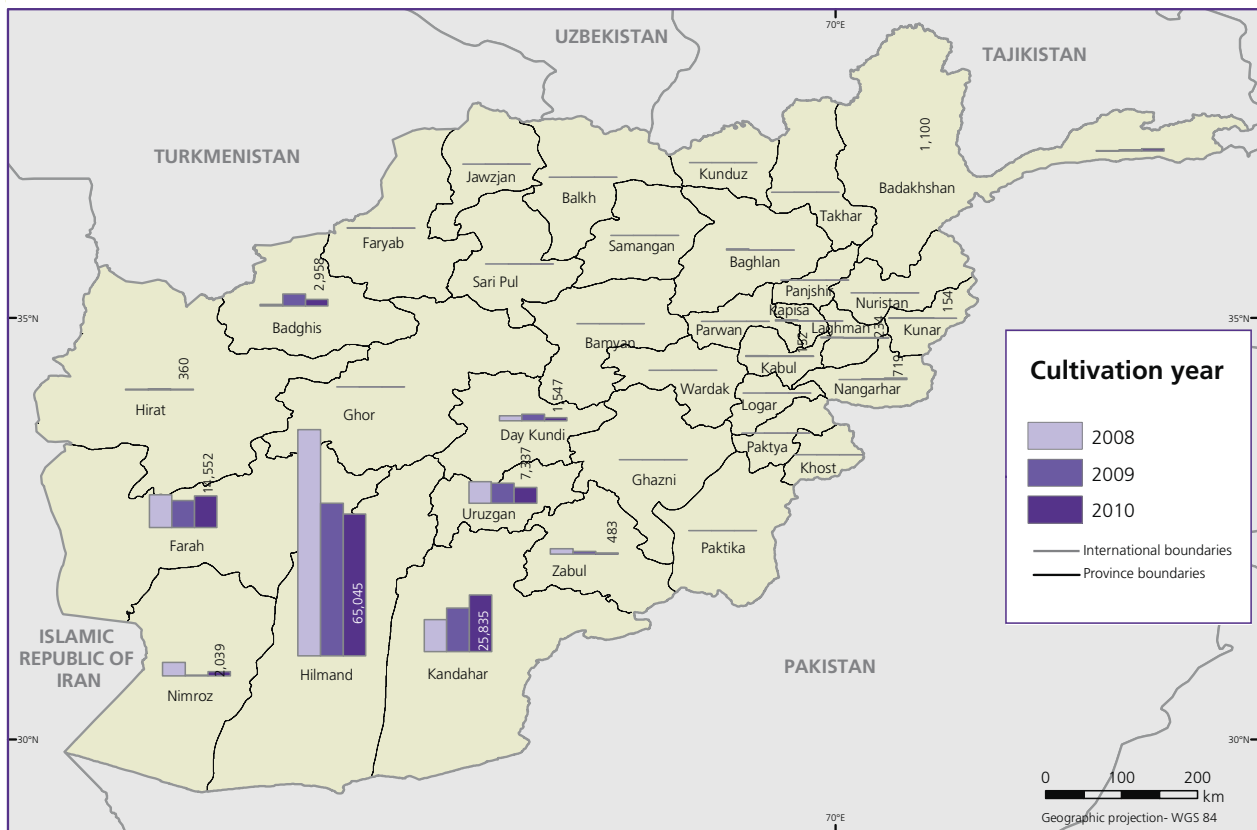 70°E
UZBEKISTAN
TAJIKISTAN
TURKMENISTAN
1,100
Jawzjan
Kunduz
Balkh
Badakhshan
Takhar
Faryab
Samangan
Baghlan
Sari Pul
2,958
Panjshir
Nuristan
154
Kapisa
35°N
35°N
Badghis
Parwan
Laghman
234
Kunar
Bamyan
152
Kabul
719
360
Wardak
Nangarhar
Hirat
Ghor
1,547
Logar
Day Kundi
Paktya
Khost
14,552
7,337
Ghazni
Uruzgan
Farah
483
Paktika
Zabul
65,045
25,835
ISLAMIC
REPUBLIC OF
IRAN
2,039
Nimroz
Hilmand
Kandahar
PAKISTAN
30°N
30°N
Cultivation year
2008
2009
2010
International boundaries
Province boundaries
0 100 200
km
Geographic projection- WGS 84
70°E